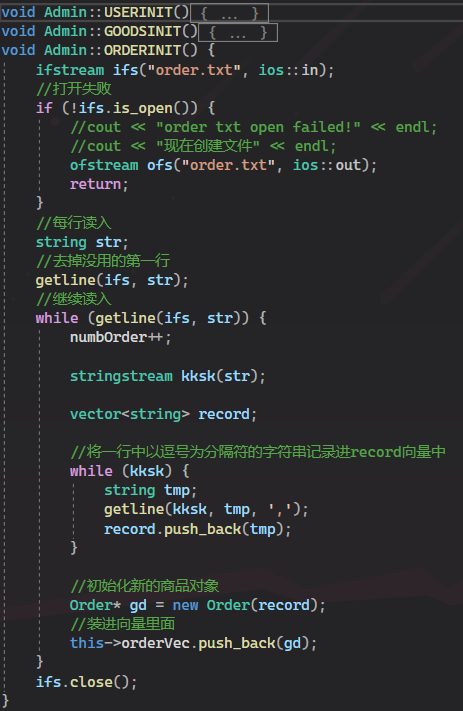 void Admin::USERINIT(){ ... }
void Admin::GOODSINIT(){ ... }
void Admin::ORDERINIT() {
    ifstream ifs("order.txt", ios::in);
    //打开失败
    if (!ifs.is_open()) {
        //cout << "order txt open failed!" << endl;
        //cout << "现在创建文件" << endl;
        ofstream ofs("order.txt", ios::out);
        return;
    }
    //每行读入
    string str;
    //去掉没用的第一行
    getline(ifs, str);
    //继续读入
    while (getline(ifs, str)) {
        numbOrder++;
        stringstream kksk(str);
        vector<string> record;
        //将一行中以逗号为分隔符的字符串记录进record向量中
        while (kksk) {
            string tmp;
            getline(kksk, tmp, ',');
            record.push_back(tmp);
        }
        //初始化新的商品对象
        Order* gd = new Order(record);
        //装进向量里面
        this->orderVec.push_back(gd);
    }
    ifs.close();
}